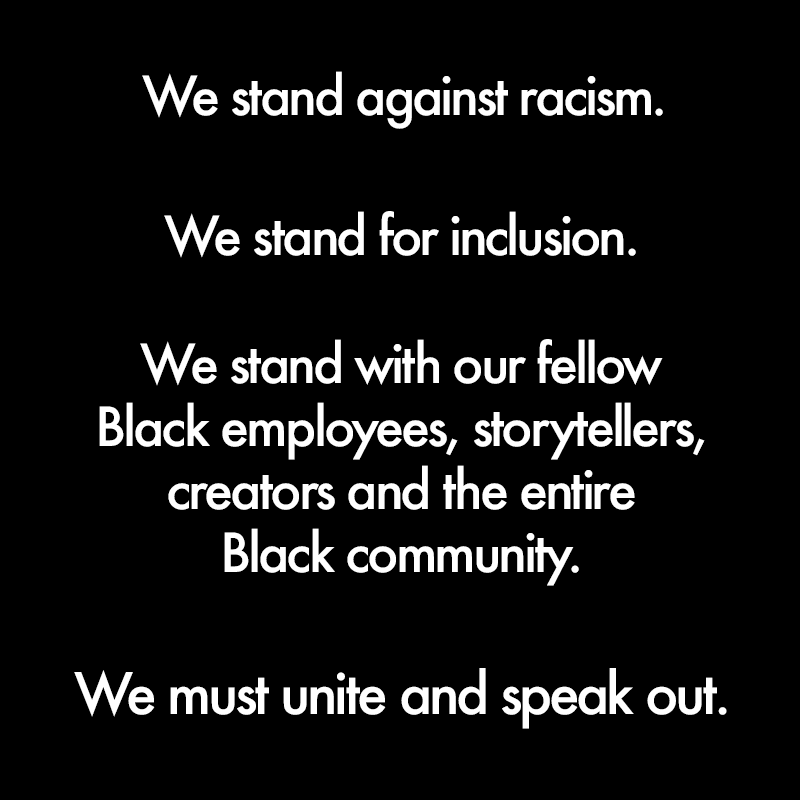 We stand against racism.
We stand for inclusion.
We stand with our fellow
Black employees, storytellers,
creators and the entire
Black community.
We must unite and speak out.